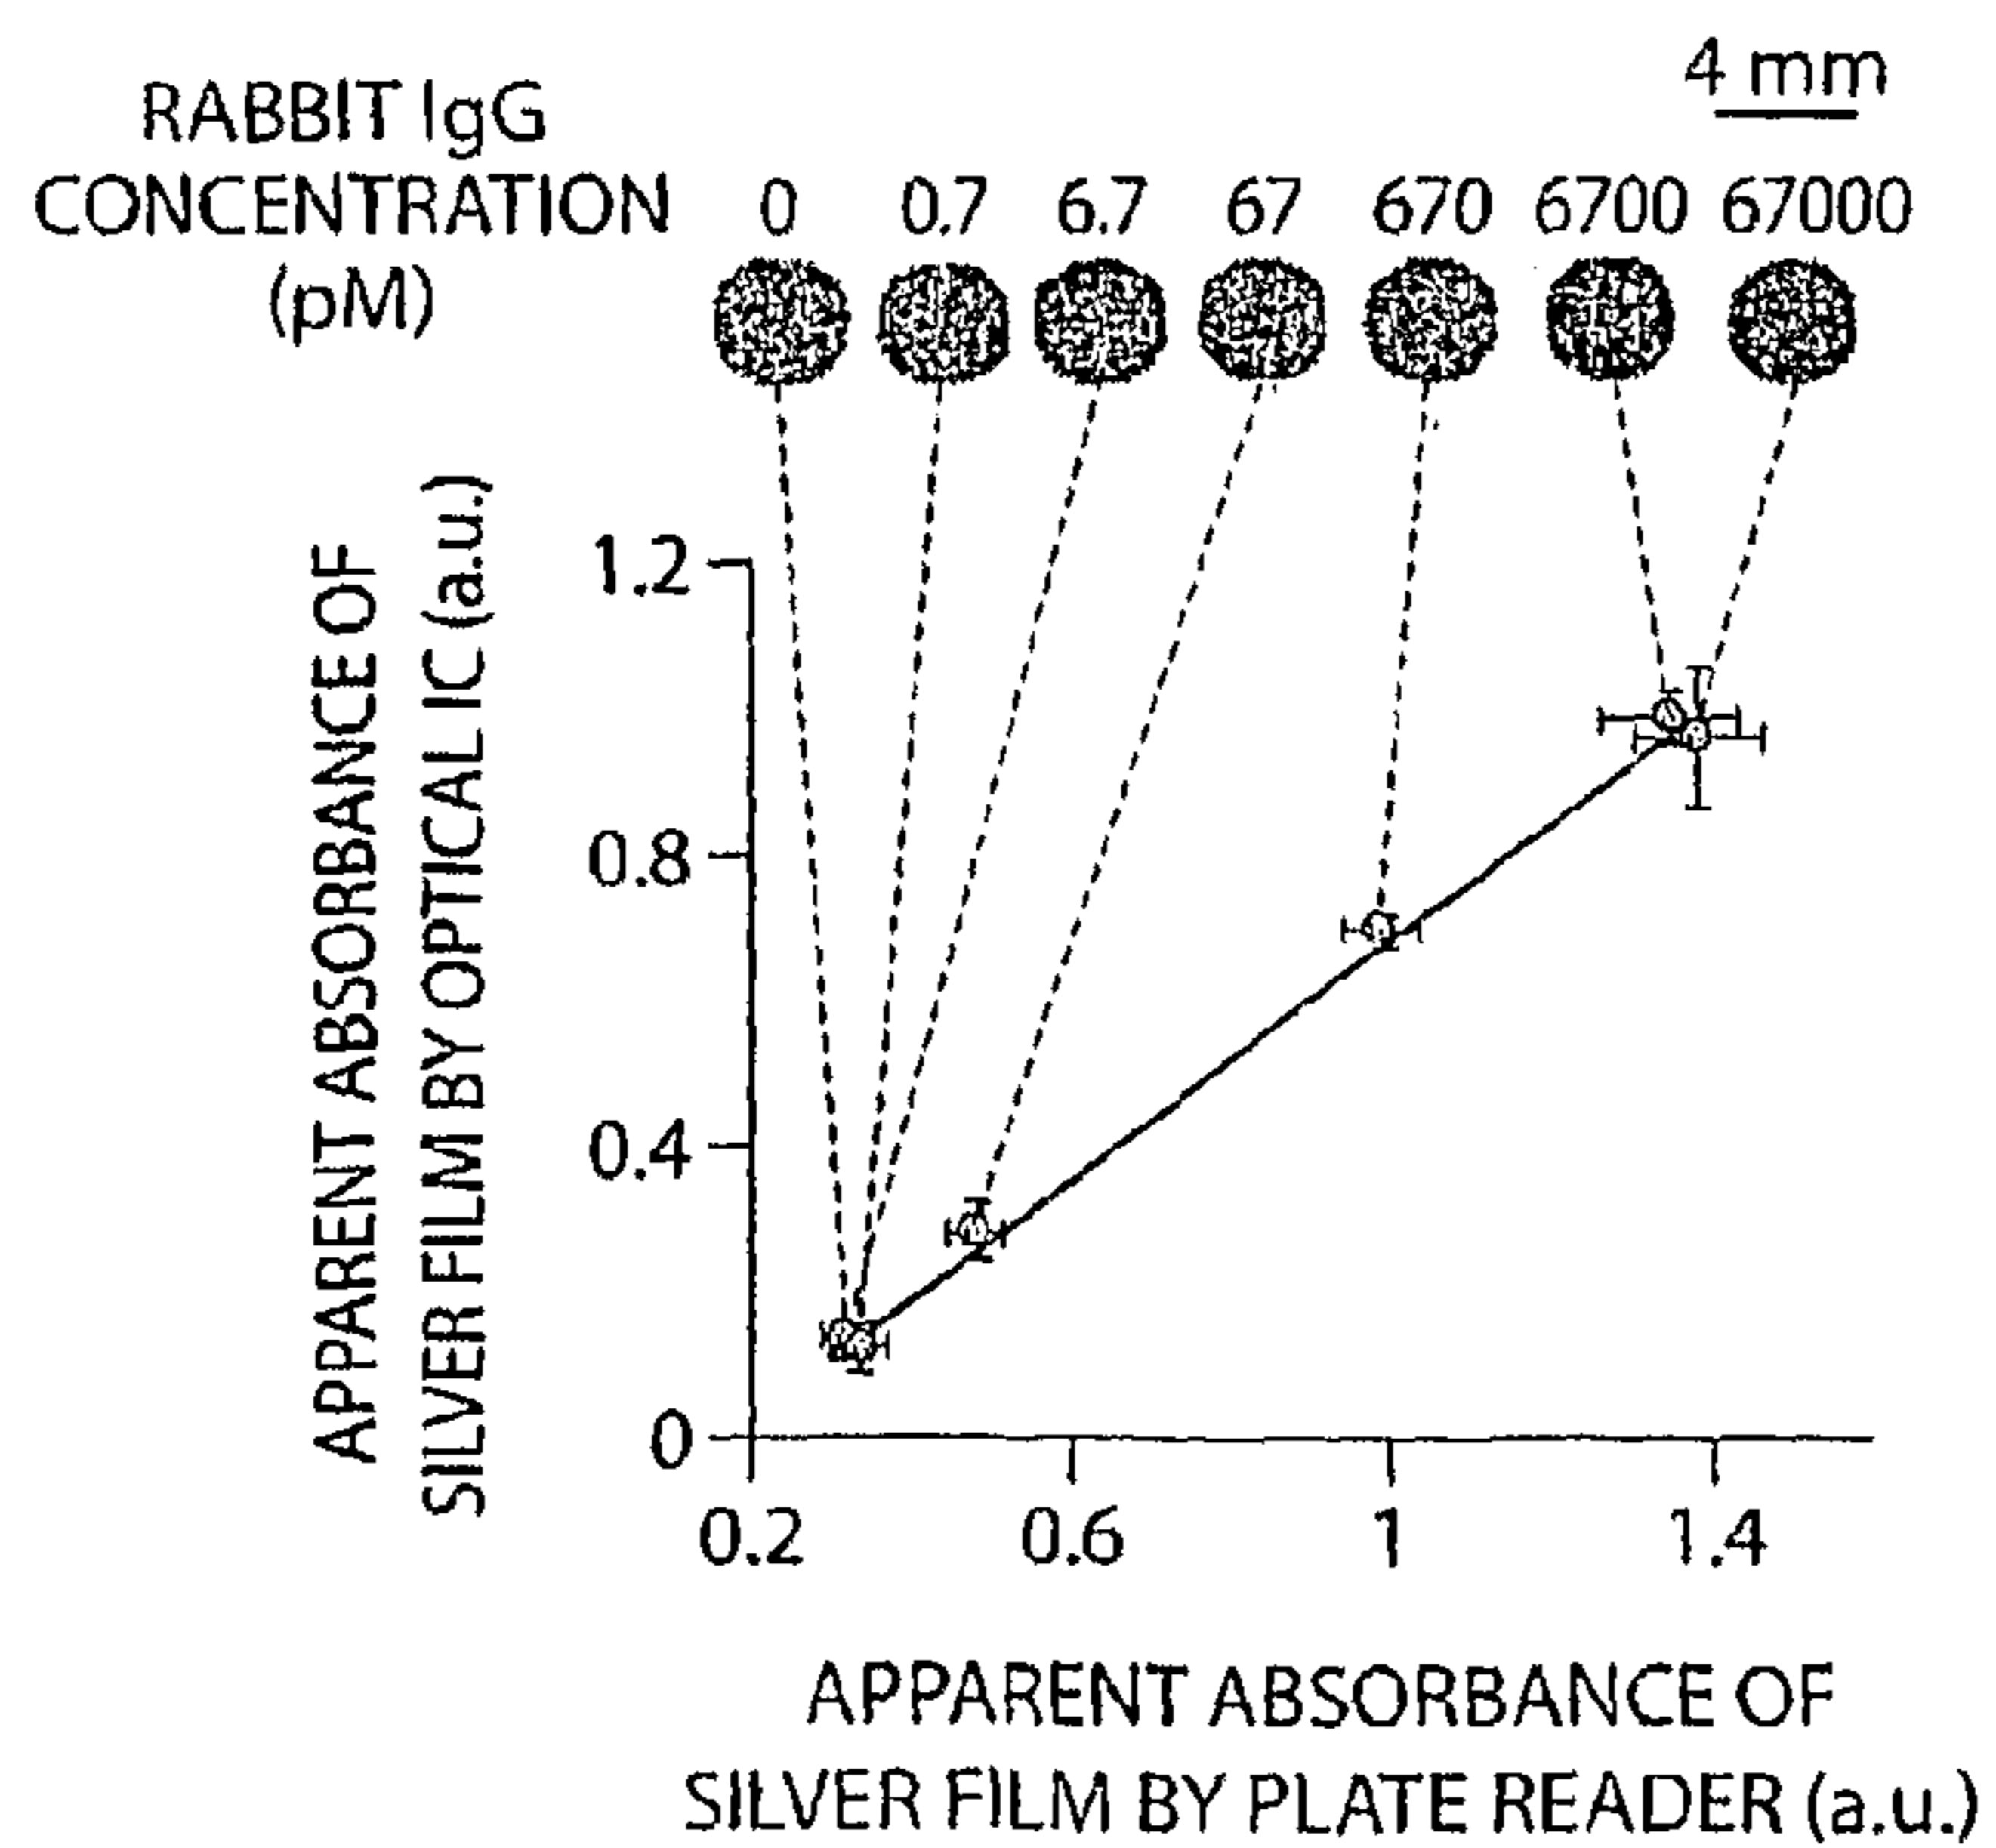 4 mm
RABBIT IgG
CONCENTRATION 0 0.7 6.7 67 670 6700 67000
(pM)
APPARENT ABSORBANCE OF
SILVER FILM BY OPTICAL IC (a.u.)
1.2
0.8
0.4
0
0.2 0.6 1 1.4
APPARENT ABSORBANCE OF
SILVER FILM BY PLATE READER (a.u.)